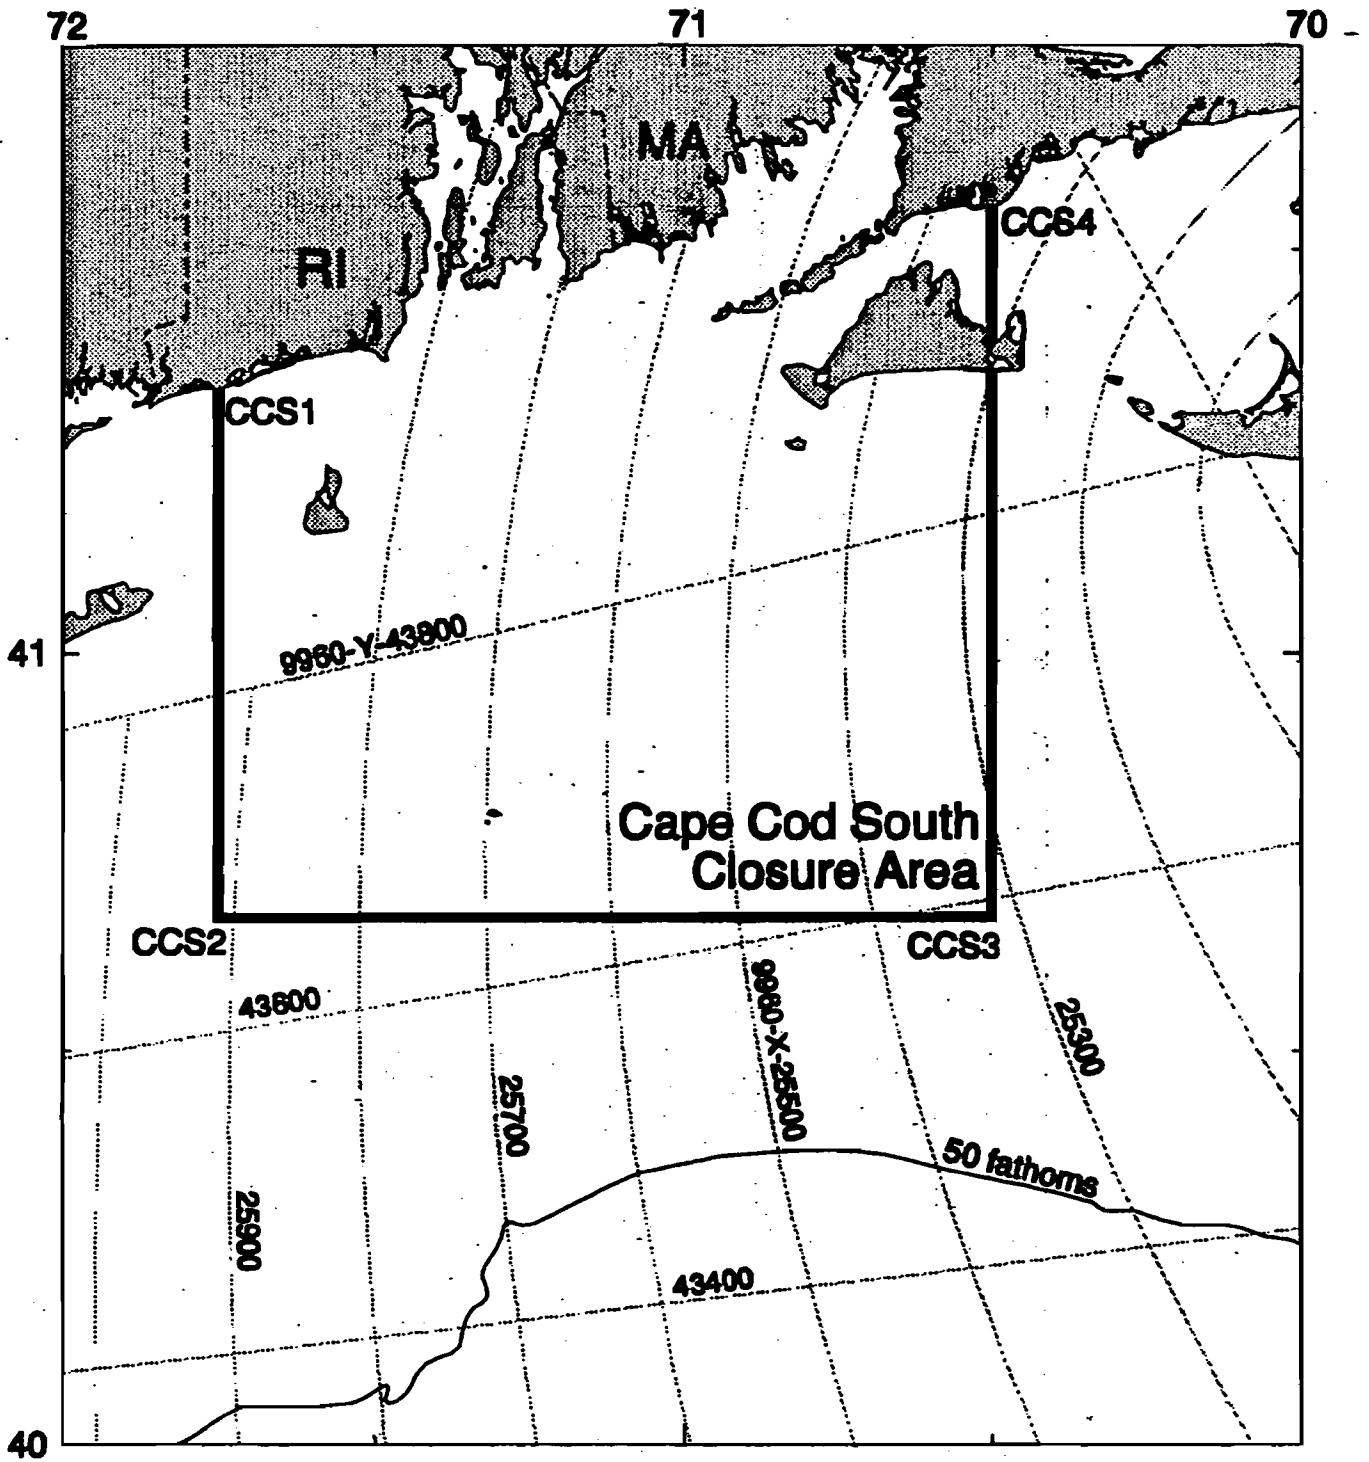 72
71
70
MA
CCS4
RI
CCS1
9960-Y-43800
41
Cape Cod South
Closure Area
CCS2
CCS3
43600
9960-X-25500
25300
25700
50 fathoms
25900
43400
40